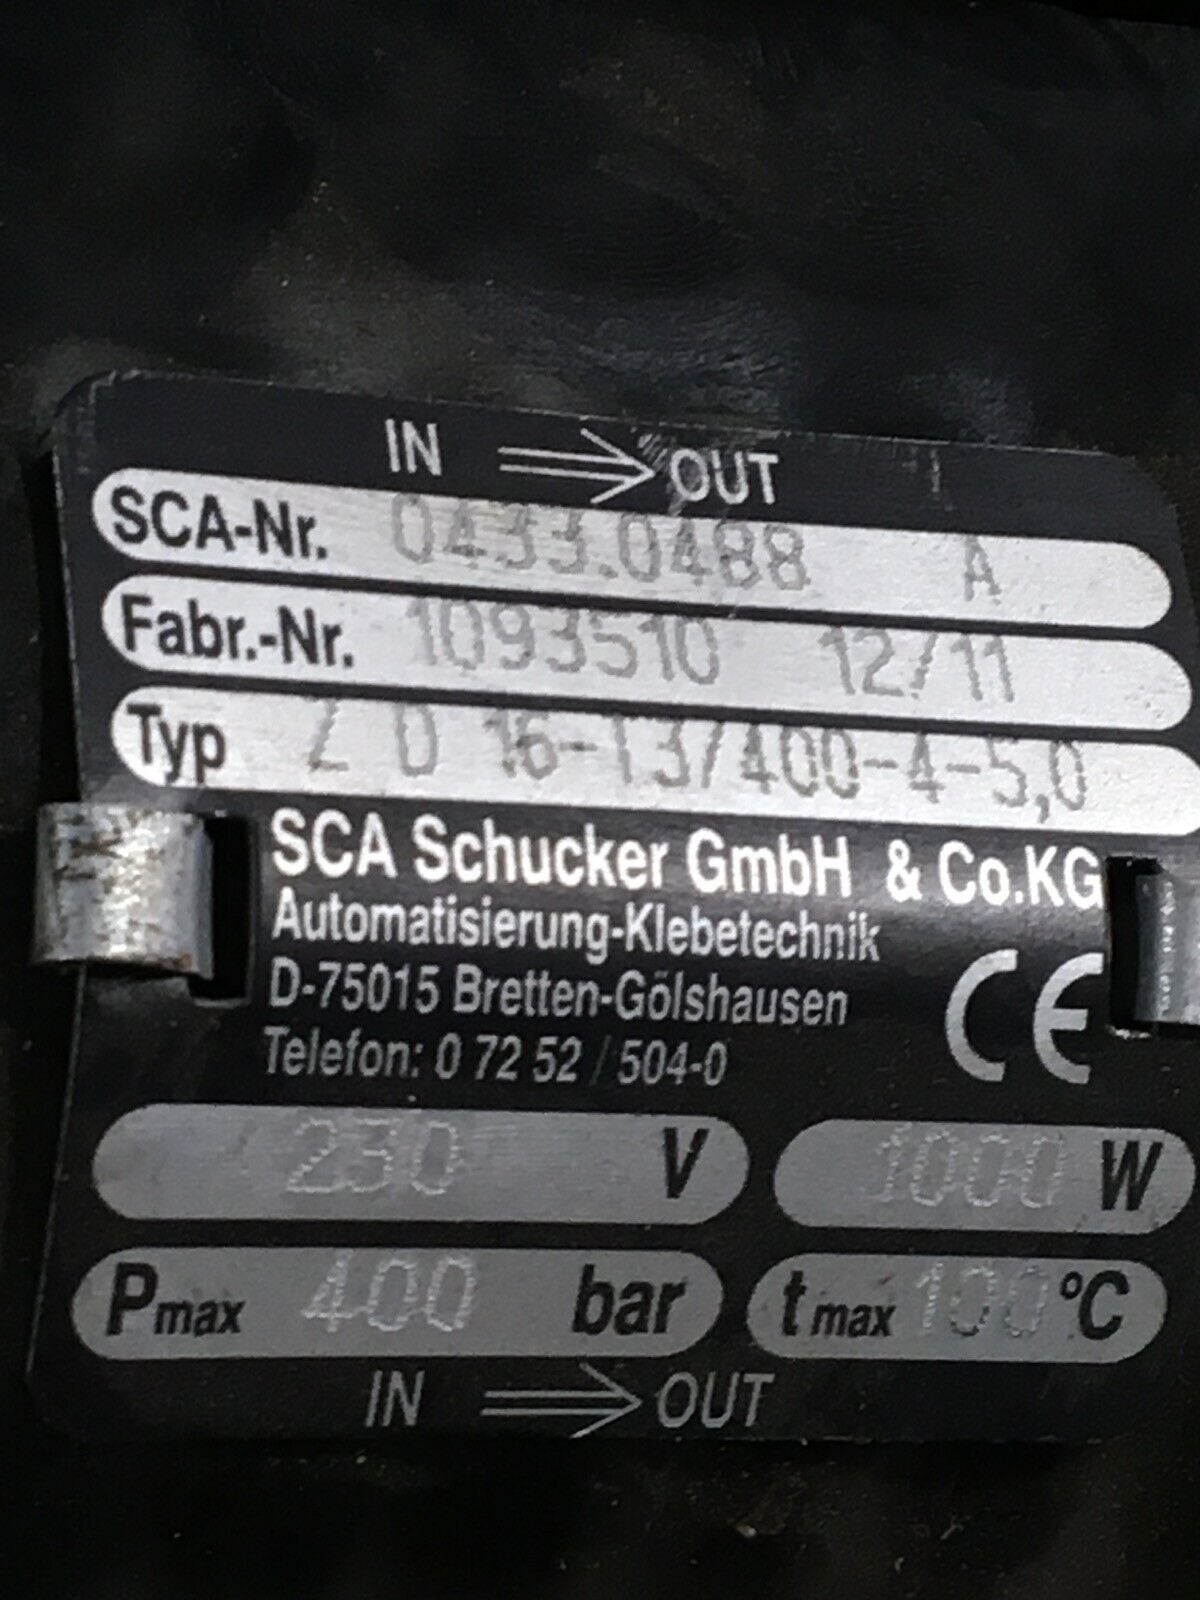 IN ⇒ OUT
SCA-Nr. 0433.0488 A
Fabr.-Nr. 1093510 12/11
Typ Z D 16-13/400-4-5,0
SCA Schucker GmbH & Co.KG
Automatisierung-Klebetechnik
D-75015 Bretten-Gölshausen
Telefon: 0 72 52 / 504-0
CE
230 V 1000 W
Pmax 400 bar tmax 100 °C
IN ⇒ OUT